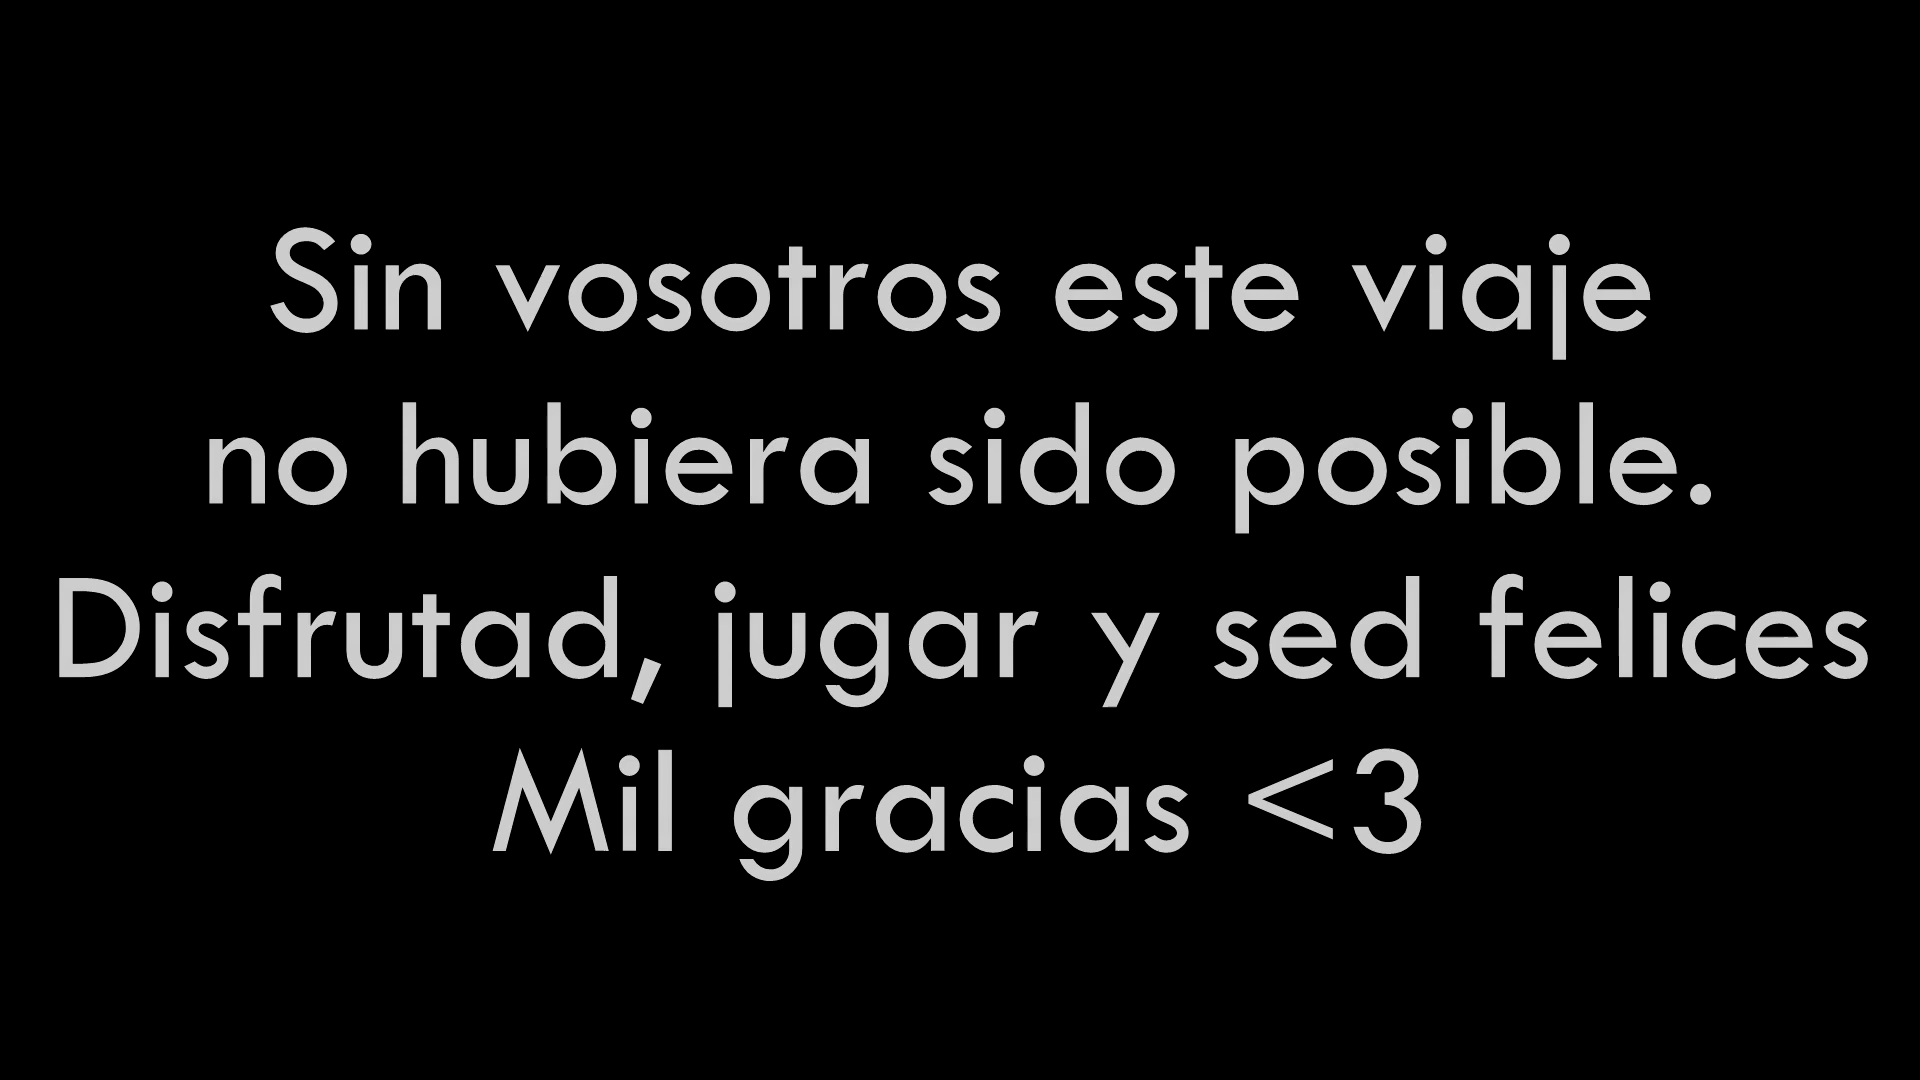 Sin vosotros este viaje
no hubiera sido posible.
Disfrutad, jugar y sed felices
Mil gracias <3